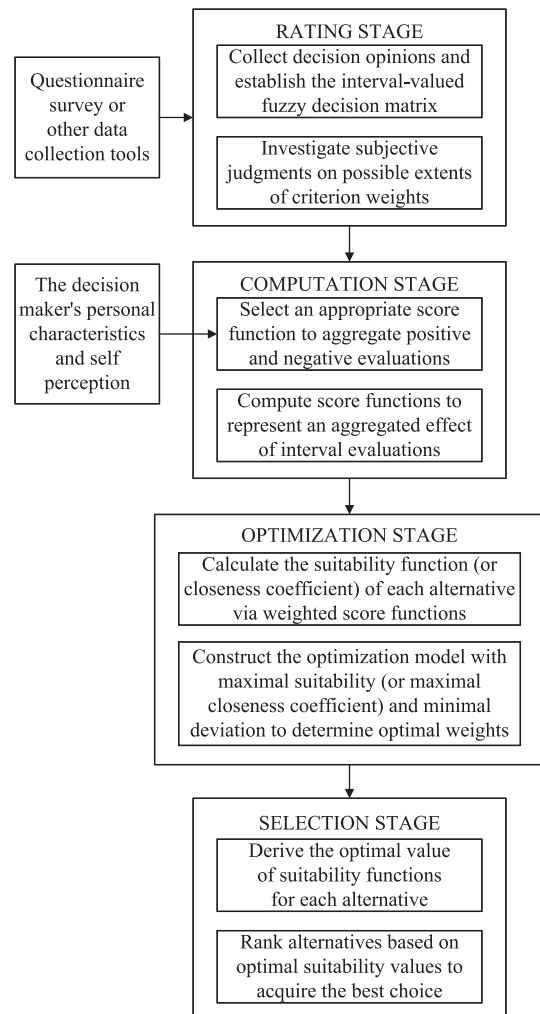 RATING STAGE
Collect decision opinions and
establish the interval-valued
fuzzy decision matrix
Questionnaire
survey or
other data
collection tools
Investigate subjective
judgments on possible extents
of criterion weights
COMPUTATION STAGE
The decision
maker's personal
characteristics
and self
perception
Select an appropriate score
function to aggregate positive
and negative evaluations
Compute score functions to
represent an aggregated effect
of interval evaluations
OPTIMIZATION STAGE
Calculate the suitability function (or
closeness coefficient) of each alternative
via weighted score functions
Construct the optimization model with
maximal suitability (or maximal
closeness coefficient) and minimal
deviation to determine optimal weights
SELECTION STAGE
Derive the optimal value
of suitability functions
for each alternative
Rank alternatives based on
optimal suitability values to
acquire the best choice